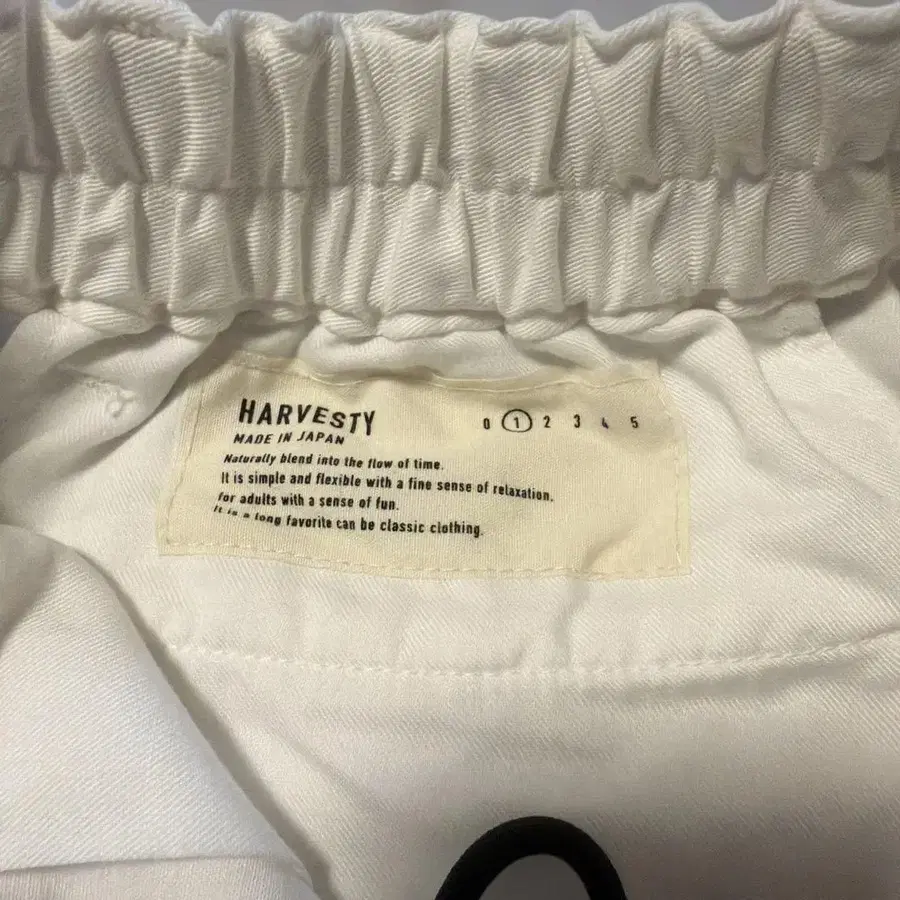 HARVESTY 0 1 2 3 4 5
MADE IN JAPAN
Naturally blend into the flow of time.
It is simple and flexible with a fine sense of relaxation.
for adults with a sense of fun.
It is a long favorite can be classic clothing.